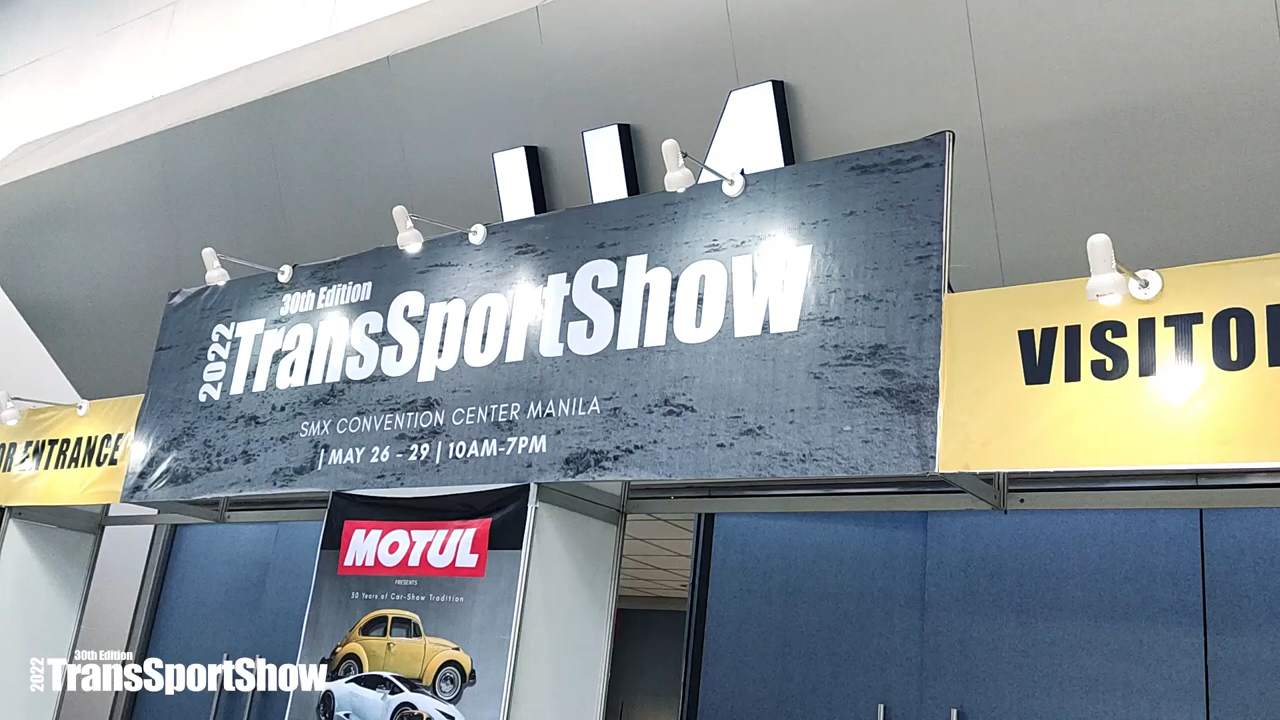 30th Edition
2022
TransSportShow
SMX CONVENTION CENTER MANILA
| MAY 26 - 29 | 10AM-7PM
VISITO
OR ENTRANCE
MOTUL
PRESENTS
30 Years of Car-Show Tradition
30th Edition
2022
TransSportShow